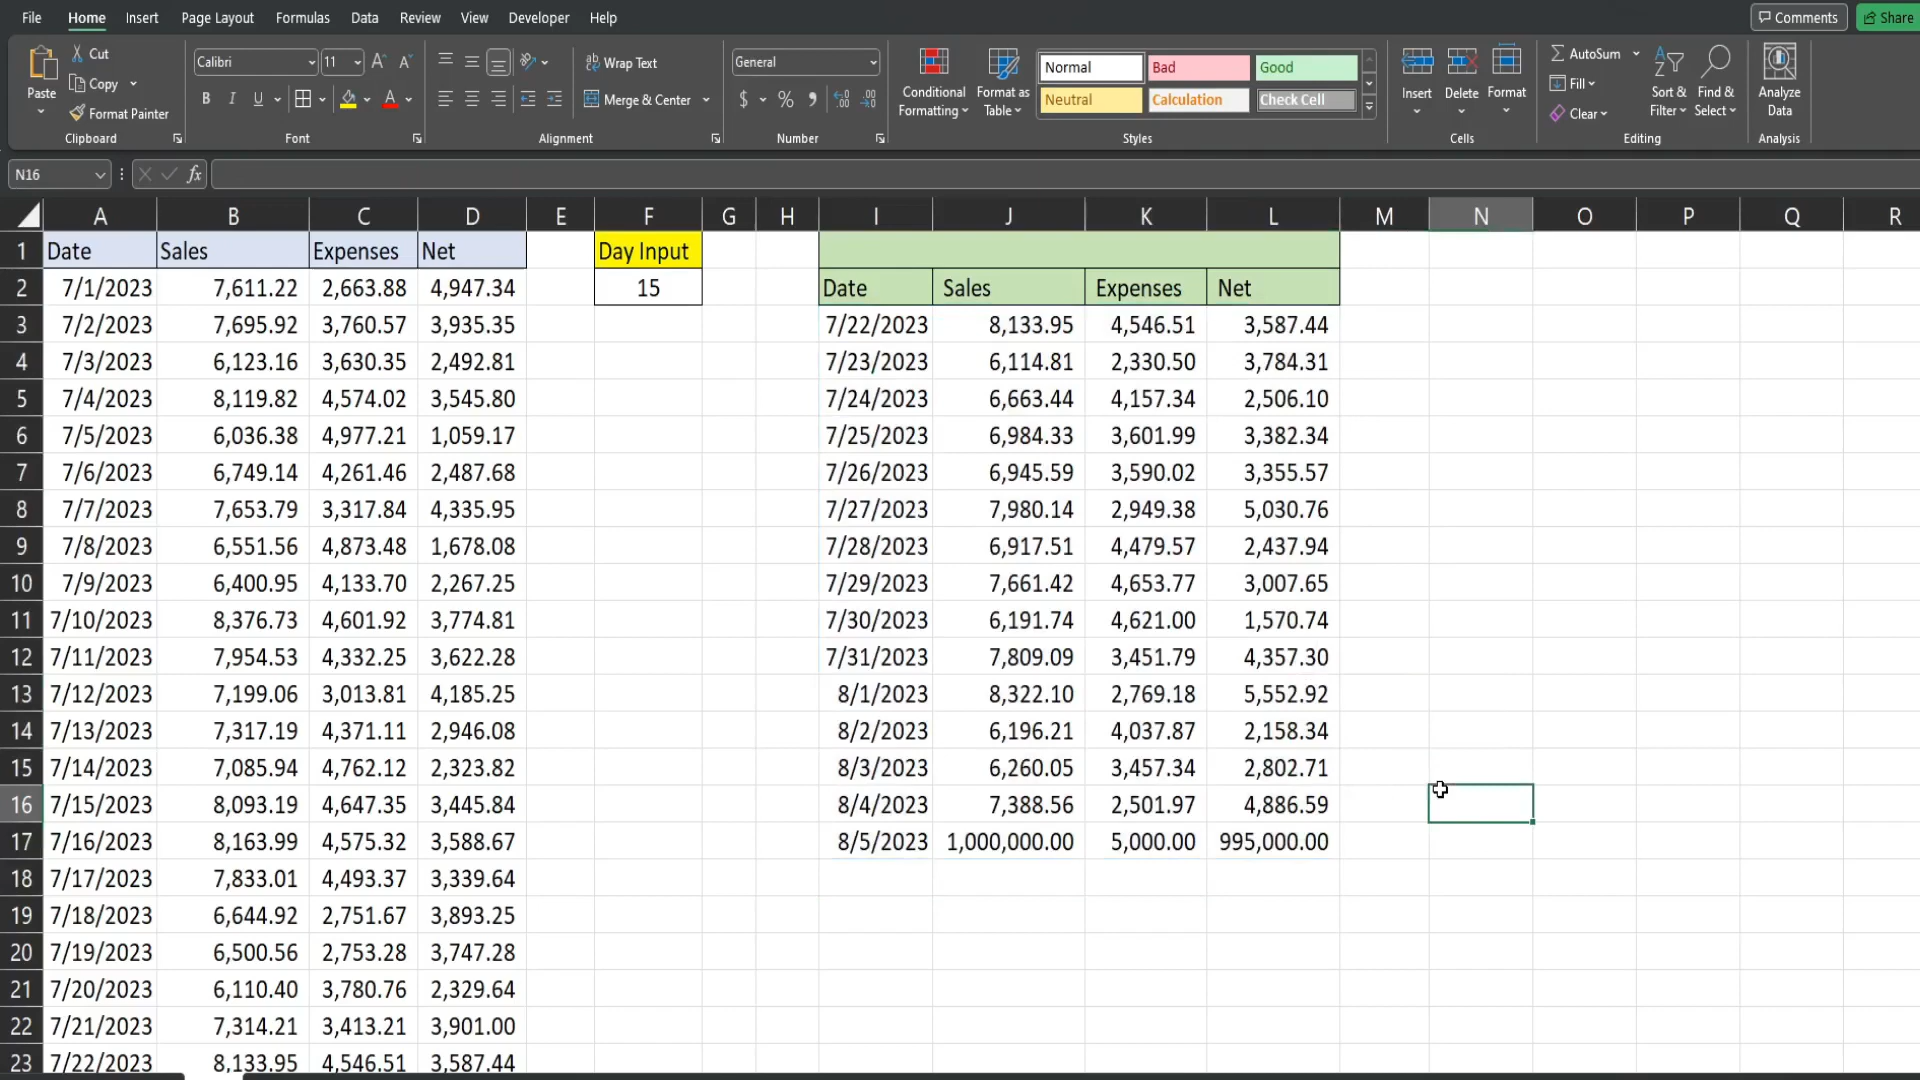 File Home Insert Page Layout Formulas Data Review View Developer Help Comments Share
Paste Cut Copy Format Painter Clipboard
Calibri 11 A A B I U A Font
ab Wrap Text Merge & Center Alignment
General $ % , Number
Conditional Formatting Format as Table
Normal Bad Good
Neutral Calculation Check Cell
Styles
Insert Delete Format Cells
AutoSum Fill Clear Sort & Filter Find & Select Editing
Analyze Data Analysis
N16 fx
A B C D E F G H I J K L M N O P Q R
1 Date Sales Expenses Net Day Input
2 7/1/2023 7,611.22 2,663.88 4,947.34 15 Date Sales Expenses Net
3 7/2/2023 7,695.92 3,760.57 3,935.35 7/22/2023 8,133.95 4,546.51 3,587.44
4 7/3/2023 6,123.16 3,630.35 2,492.81 7/23/2023 6,114.81 2,330.50 3,784.31
5 7/4/2023 8,119.82 4,574.02 3,545.80 7/24/2023 6,663.44 4,157.34 2,506.10
6 7/5/2023 6,036.38 4,977.21 1,059.17 7/25/2023 6,984.33 3,601.99 3,382.34
7 7/6/2023 6,749.14 4,261.46 2,487.68 7/26/2023 6,945.59 3,590.02 3,355.57
8 7/7/2023 7,653.79 3,317.84 4,335.95 7/27/2023 7,980.14 2,949.38 5,030.76
9 7/8/2023 6,551.56 4,873.48 1,678.08 7/28/2023 6,917.51 4,479.57 2,437.94
10 7/9/2023 6,400.95 4,133.70 2,267.25 7/29/2023 7,661.42 4,653.77 3,007.65
11 7/10/2023 8,376.73 4,601.92 3,774.81 7/30/2023 6,191.74 4,621.00 1,570.74
12 7/11/2023 7,954.53 4,332.25 3,622.28 7/31/2023 7,809.09 3,451.79 4,357.30
13 7/12/2023 7,199.06 3,013.81 4,185.25 8/1/2023 8,322.10 2,769.18 5,552.92
14 7/13/2023 7,317.19 4,371.11 2,946.08 8/2/2023 6,196.21 4,037.87 2,158.34
15 7/14/2023 7,085.94 4,762.12 2,323.82 8/3/2023 6,260.05 3,457.34 2,802.71
16 7/15/2023 8,093.19 4,647.35 3,445.84 8/4/2023 7,388.56 2,501.97 4,886.59
17 7/16/2023 8,163.99 4,575.32 3,588.67 8/5/2023 1,000,000.00 5,000.00 995,000.00
18 7/17/2023 7,833.01 4,493.37 3,339.64
19 7/18/2023 6,644.92 2,751.67 3,893.25
20 7/19/2023 6,500.56 2,753.28 3,747.28
21 7/20/2023 6,110.40 3,780.76 2,329.64
22 7/21/2023 7,314.21 3,413.21 3,901.00
23 7/22/2023 8,133.95 4,546.51 3,587.44